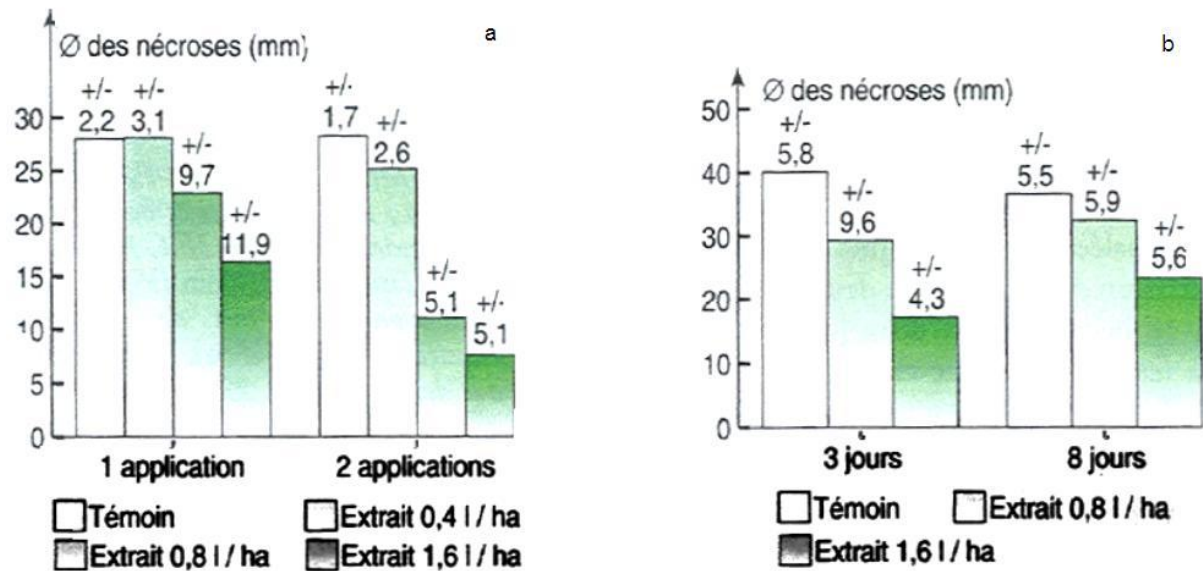 a
Ø des nécroses (mm)
+/-
2,2
+/-
3,1
+/-
9,7
+/-
11,9
+/-
1,7
+/-
2,6
+/-
5,1
+/-
5,1
30
25
20
15
10
5
0
1 application
2 applications
Témoin
Extrait 0,4 l / ha
Extrait 0,8 l / ha
Extrait 1,6 l / ha
b
Ø des nécroses (mm)
+/-
5,8
+/-
9,6
+/-
4,3
+/-
5,5
+/-
5,9
+/-
5,6
50
40
30
20
10
0
3 jours
8 jours
Témoin
Extrait 0,8 l / ha
Extrait 1,6 l / ha